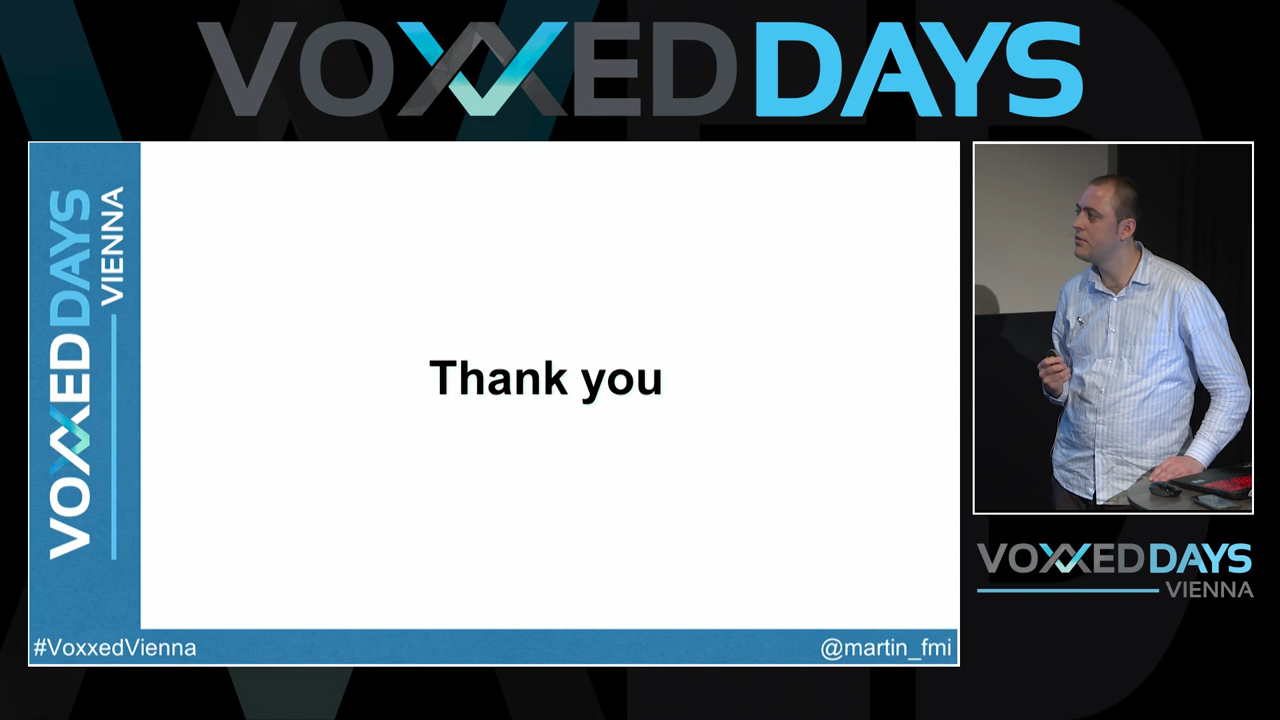 VOXXED DAYS
VOXXED DAYS
VIENNA
Thank you
#VoxxedVienna
@martin_fmi
VOXXED DAYS
VIENNA